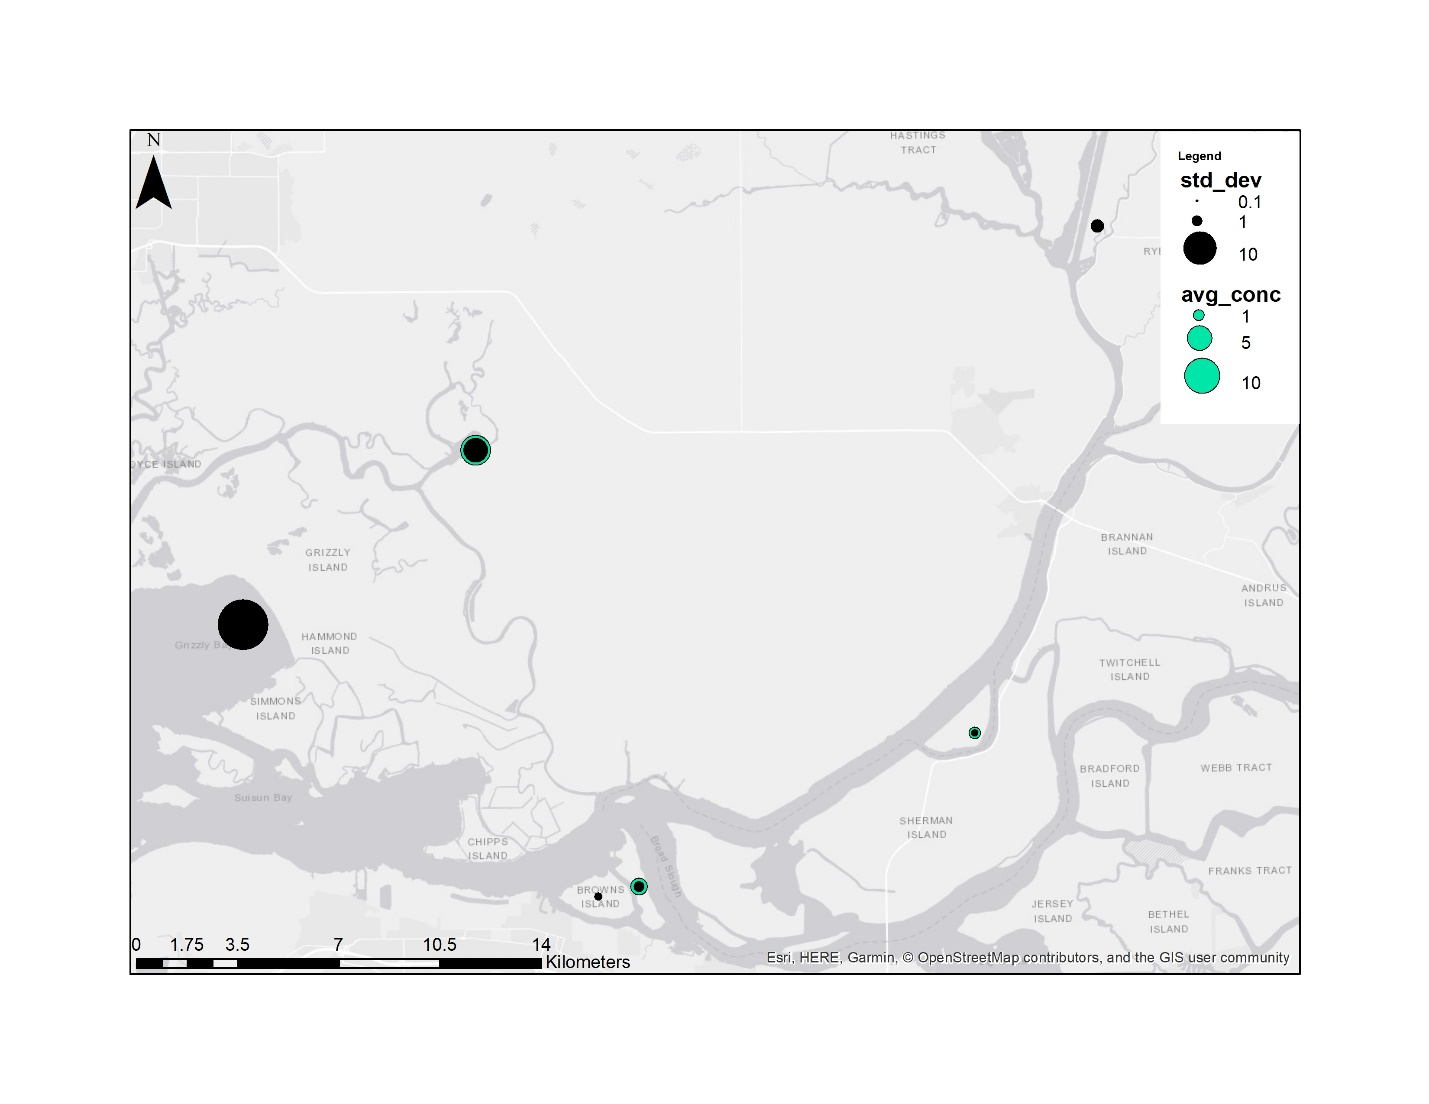 N
HASTINGS
TRACT
Legend
std_dev
0.1
1
10
avg_conc
1
5
10
GRIZZLY
ISLAND
BRANNAN
ISLAND
ANDRUS
ISLAND
Grizzly
HAMMOND
ISLAND
TWITCHELL
ISLAND
SIMMONS
ISLAND
BRADFORD
ISLAND
WEBB TRACT
Suisun Bay
SHERMAN
ISLAND
CHIPPS
ISLAND
Broad Slough
FRANKS TRACT
BROWNS
ISLAND
JERSEY
ISLAND
BETHEL
ISLAND
0 1.75 3.5 7 10.5 14
Kilometers
Esri, HERE, Garmin, © OpenStreetMap contributors, and the GIS user community